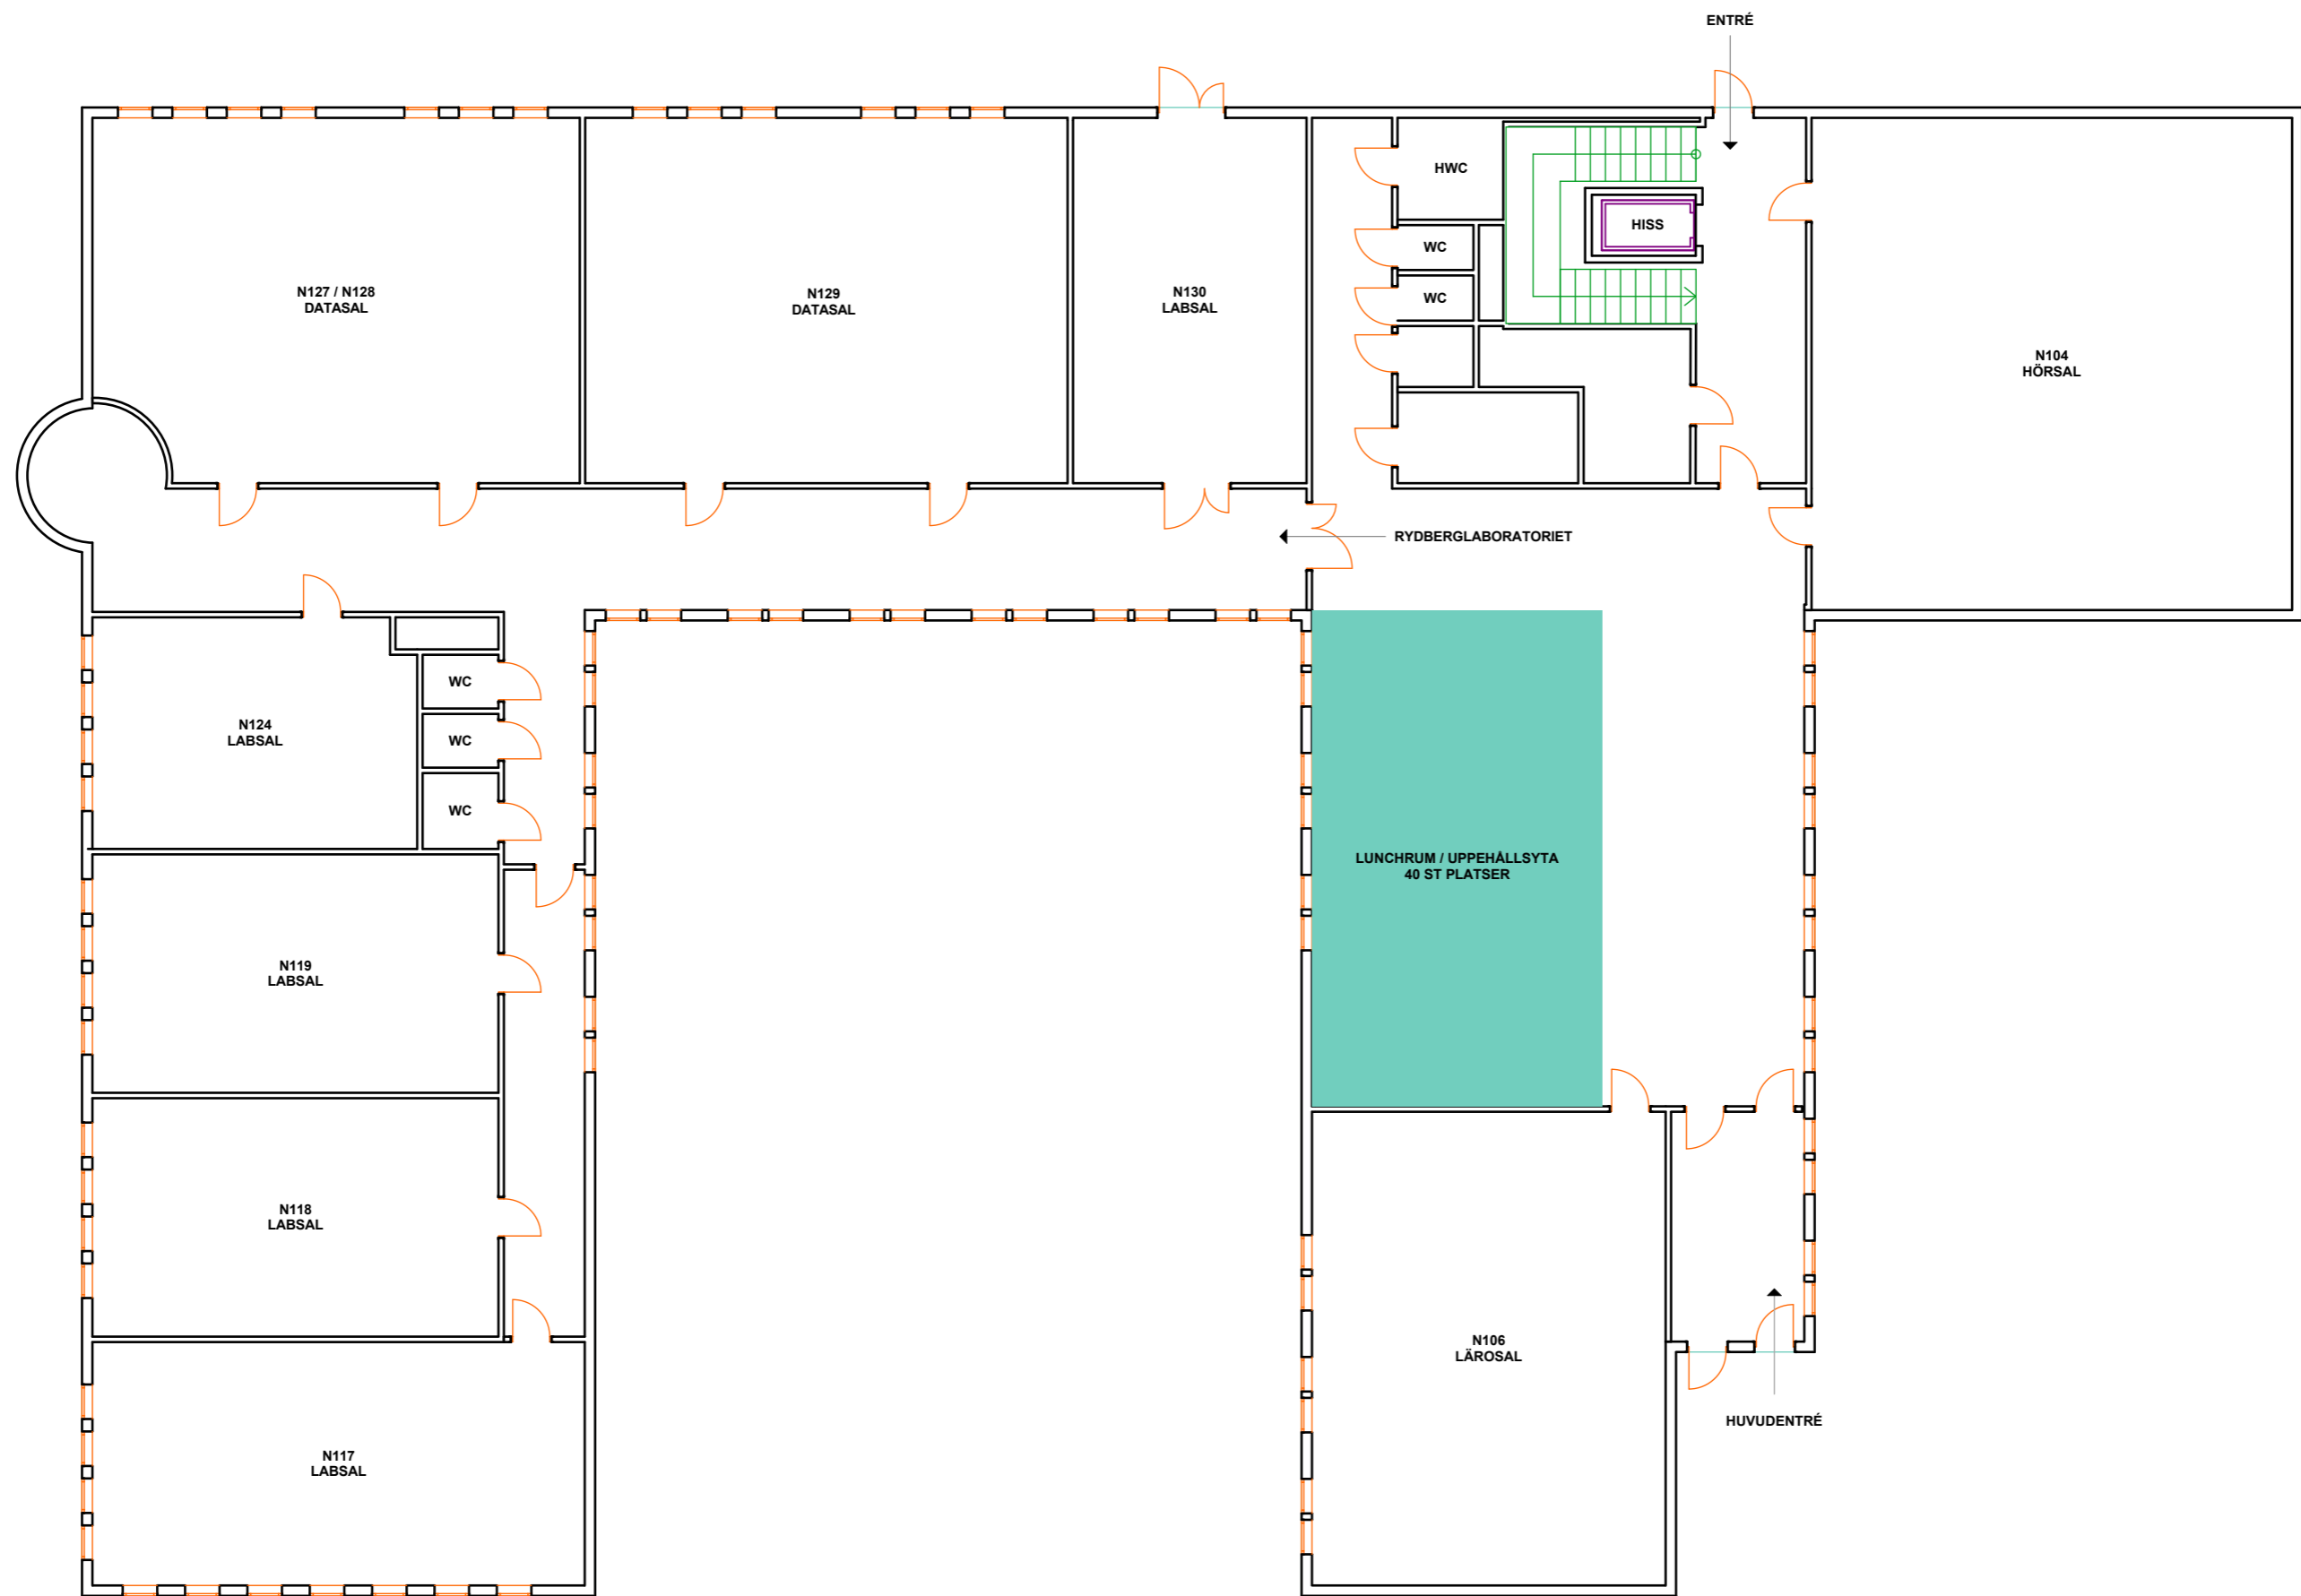 ENTRÉ
HWC
HISS
WC
WC
N127 / N128
DATASAL
N129
DATASAL
N130
LABSAL
N104
HÖRSAL
RYDBERGLABORATORIET
WC
N124
LABSAL
WC
WC
LUNCHRUM / UPPEHÅLLSYTA
40 ST PLATSER
N119
LABSAL
N118
LABSAL
N106
LÄROSAL
HUVUDENTRÉ
N117
LABSAL